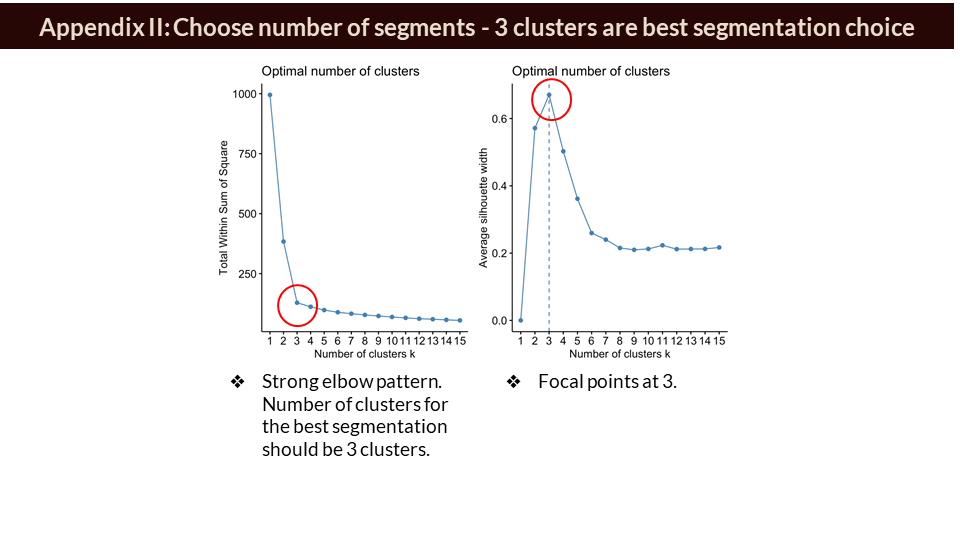 Appendix II: Choose number of segments - 3 clusters are best segmentation choice
Optimal number of clusters
1000
750
500
250
Total Within Sum of Square
1 2 3 4 5 6 7 8 9 10 11 12 13 14 15
Number of clusters k
Optimal number of clusters
0.6
0.4
0.2
0.0
Average silhouette width
1 2 3 4 5 6 7 8 9 10 11 12 13 14 15
Number of clusters k
❖ Strong elbow pattern.
Number of clusters for
the best segmentation
should be 3 clusters.
❖ Focal points at 3.